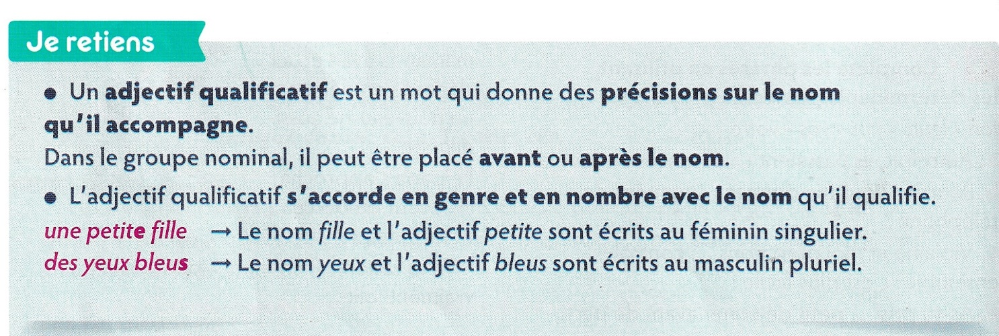 Je retiens
• Un adjectif qualificatif est un mot qui donne des précisions sur le nom
qu'il accompagne.
Dans le groupe nominal, il peut être placé avant ou après le nom.
• L'adjectif qualificatif s'accorde en genre et en nombre avec le nom qu'il qualifie.
une petite fille → Le nom fille et l'adjectif petite sont écrits au féminin singulier.
des yeux bleus → Le nom yeux et l'adjectif bleus sont écrits au masculin pluriel.